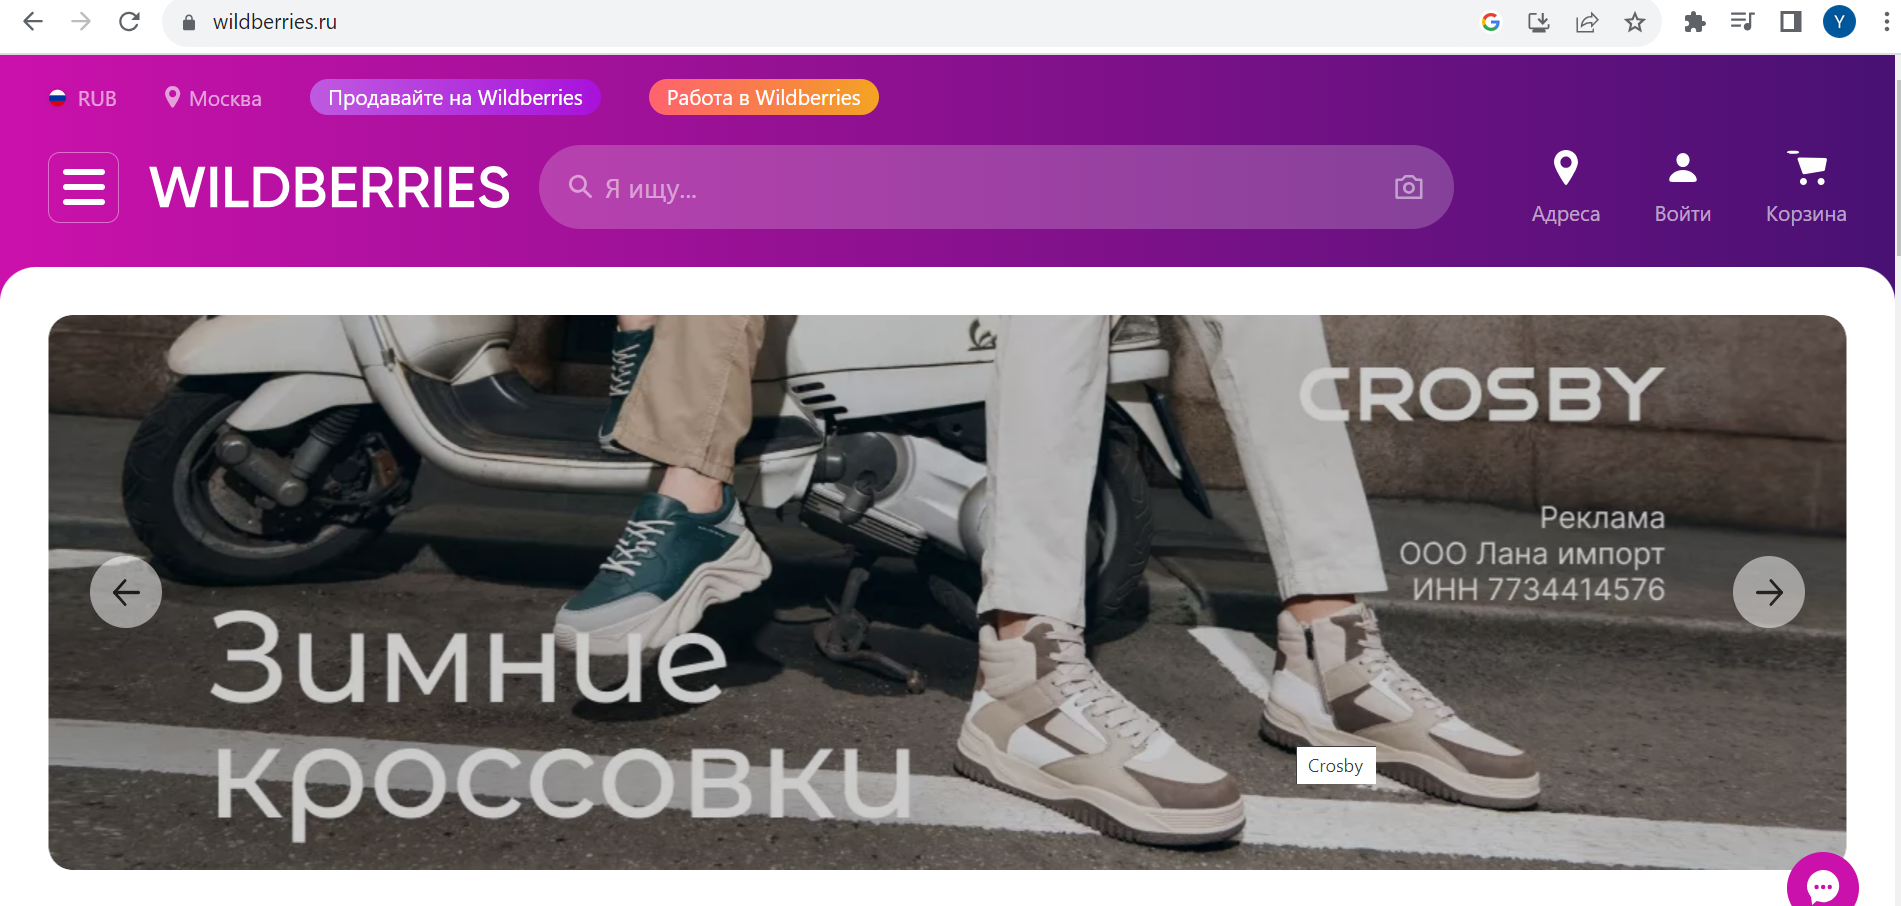 wildberries.ru
Y
RUB
Москва
Продавайте на Wildberries
Работа в Wildberries
WILDBERRIES
Я ищу...
Адреса
Войти
Корзина
CROSBY
Реклама
ООО Лана импорт
ИНН 7734414576
Зимние
кроссовки
Crosby